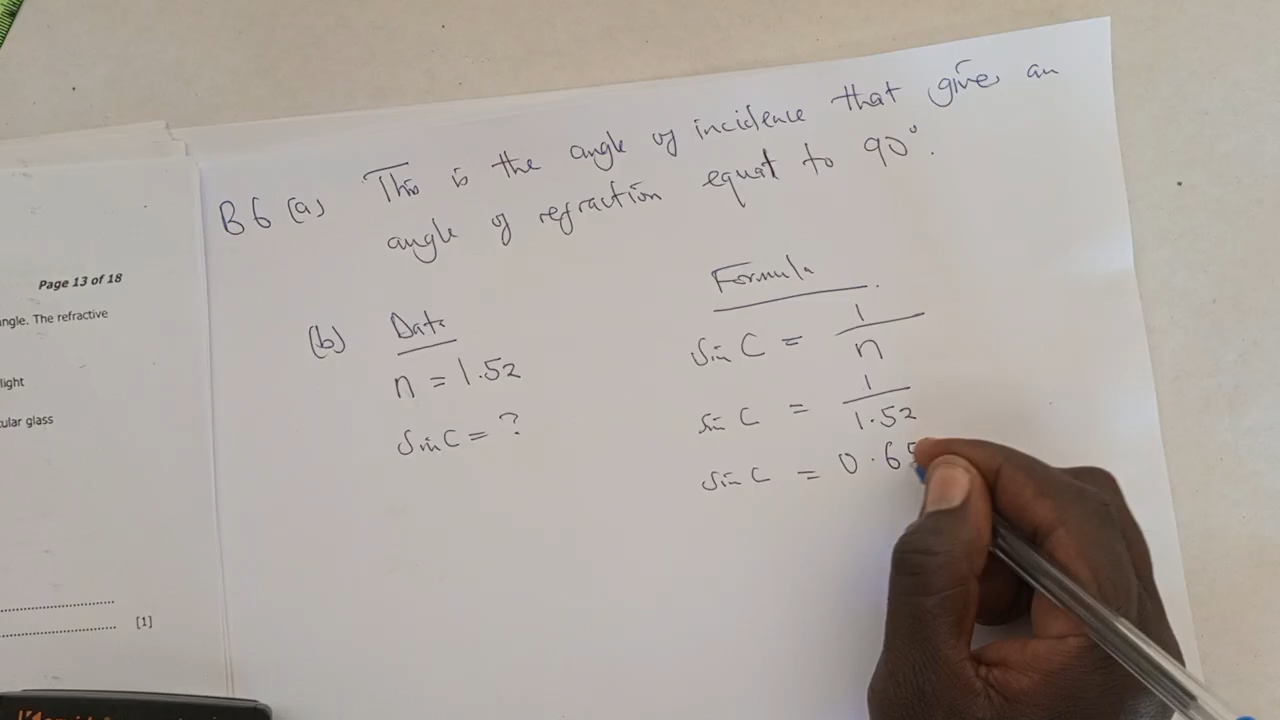 B6 (a) This is the angle of incidence that gives an
angle of refraction equal to 90°.
Page 13 of 18
ngle. The refractive
light
ular glass
[1]
(b) Data
n = 1.52
Sin C = ?
Formula
Sin C = 1/n
Sin C = 1/1.52
Sin C = 0.65